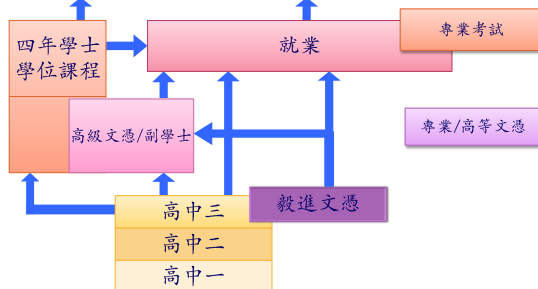 四年學士
學位課程
就業
專業考試
高級文憑/副學士
專業/高等文憑
高中三
毅進文憑
高中二
高中一